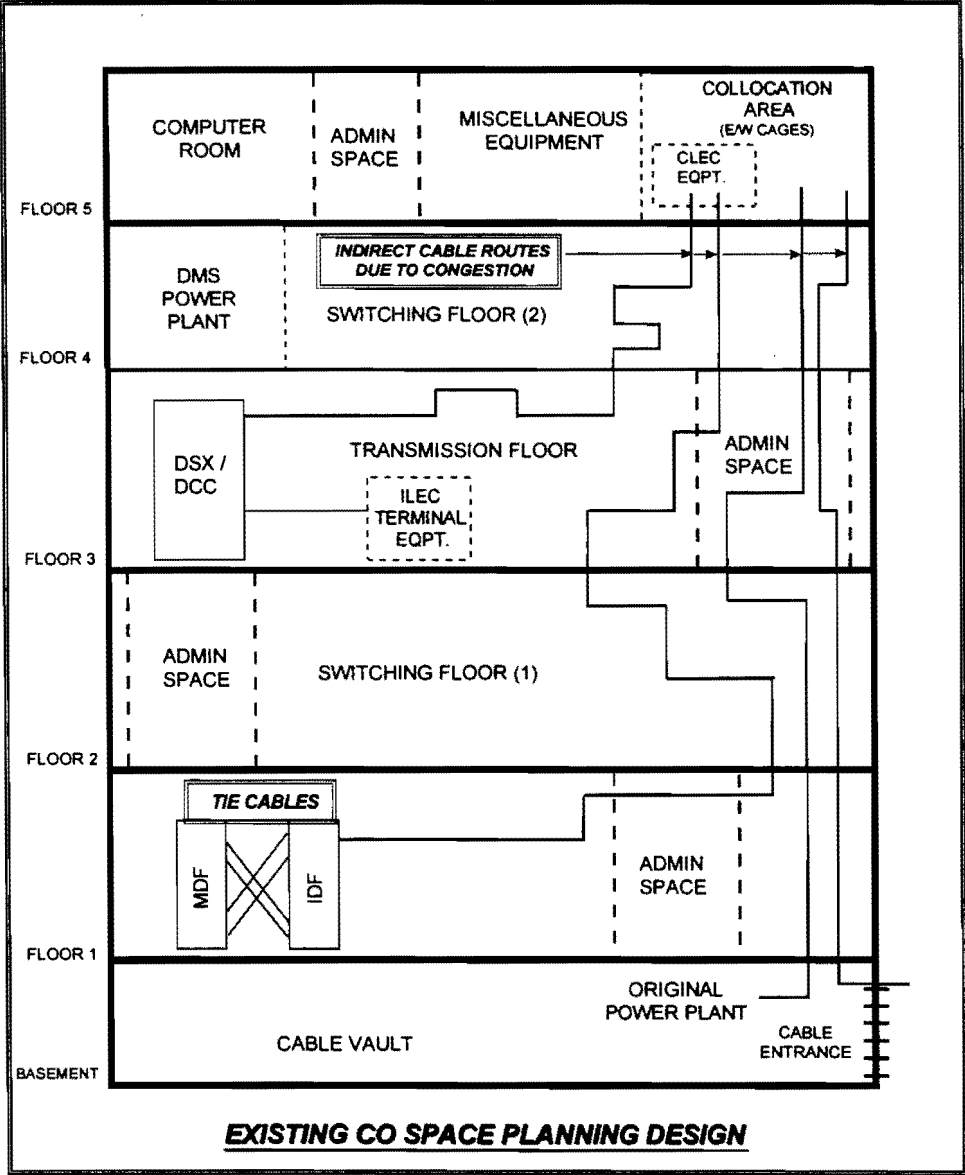 COMPUTER
ROOM
ADMIN
SPACE
MISCELLANEOUS
EQUIPMENT
COLLOCATION
AREA
(E/W CAGES)
CLEC
EQPT.
FLOOR 5
INDIRECT CABLE ROUTES
DUE TO CONGESTION
DMS
POWER
PLANT
SWITCHING FLOOR (2)
FLOOR 4
TRANSMISSION FLOOR
ADMIN
SPACE
DSX /
DCC
ILEC
TERMINAL
EQPT.
FLOOR 3
ADMIN
SPACE
SWITCHING FLOOR (1)
FLOOR 2
TIE CABLES
MDF
IDF
ADMIN
SPACE
FLOOR 1
ORIGINAL
POWER PLANT
CABLE VAULT
CABLE
ENTRANCE
BASEMENT
EXISTING CO SPACE PLANNING DESIGN